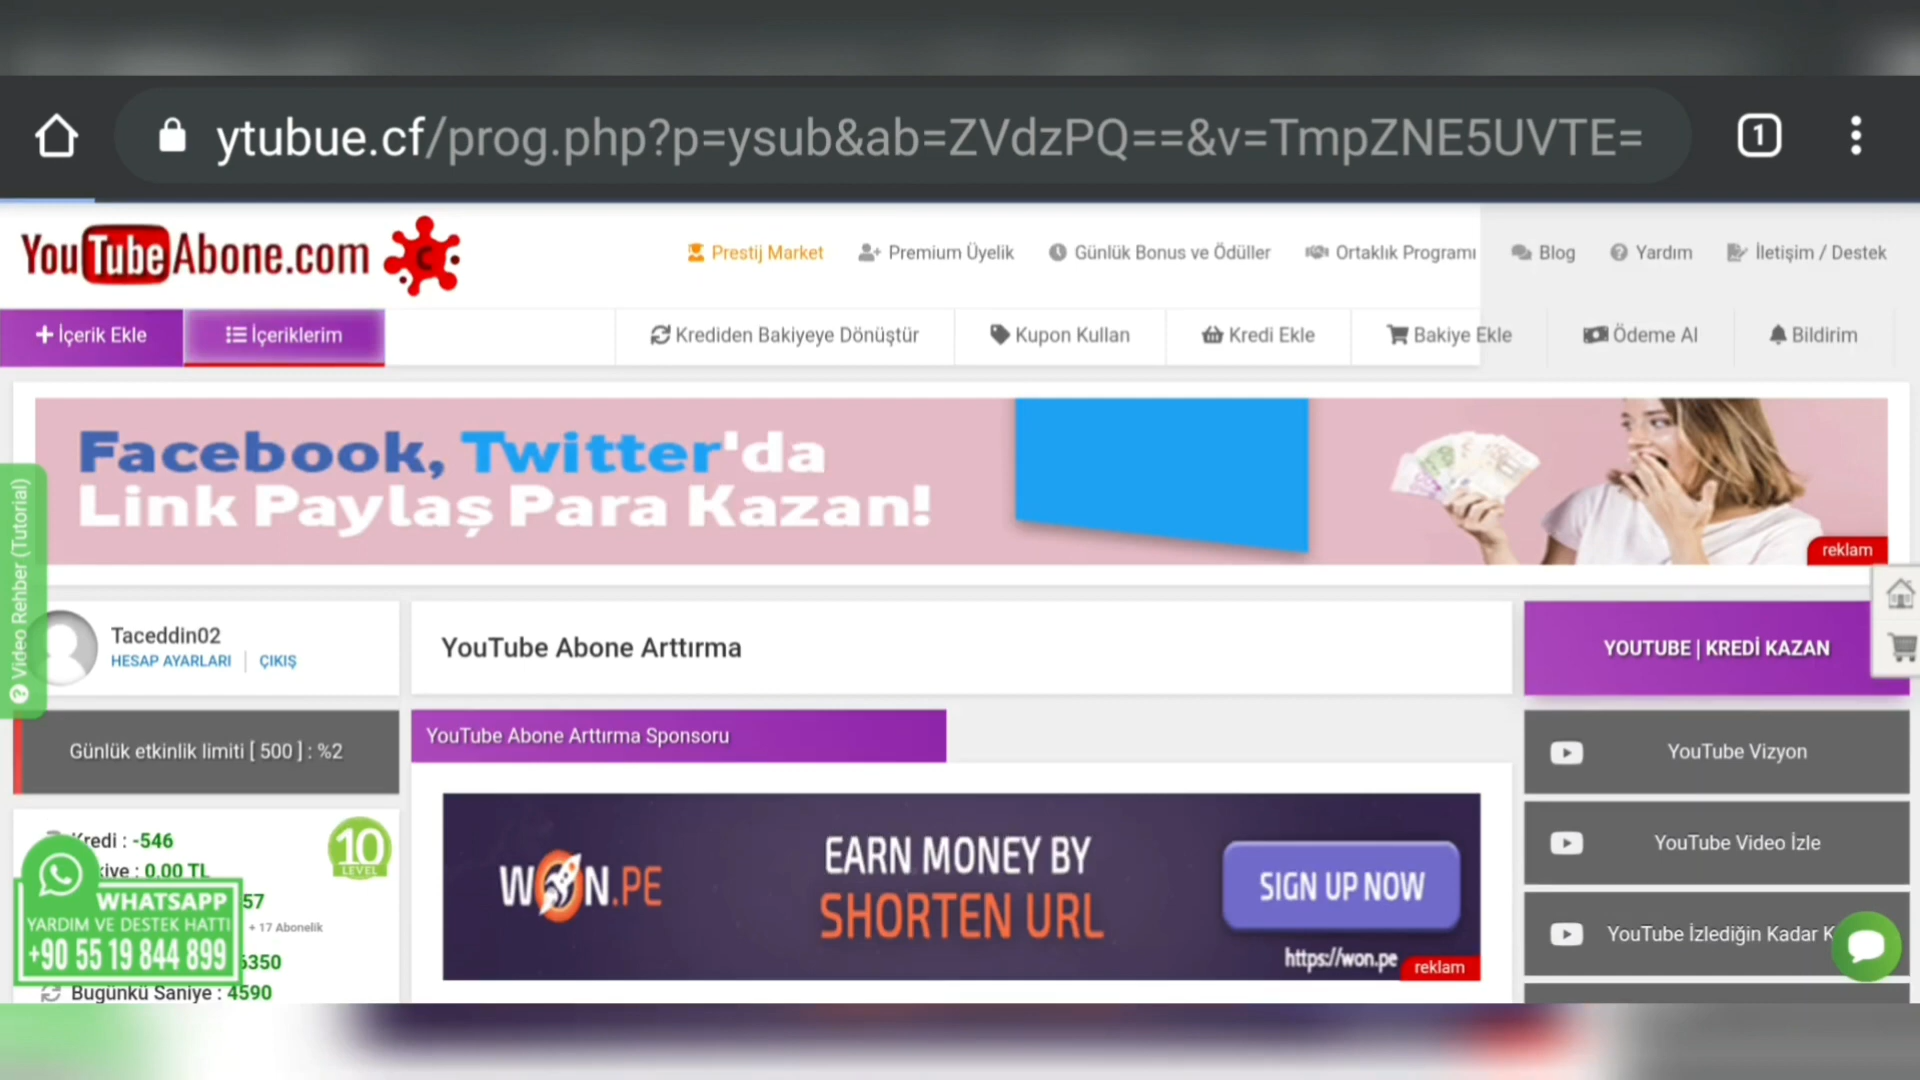 ytubue.cf/prog.php?p=ysub&ab=ZVdzPQ==&v=TmpZNE5UVTE=
1
YouTubeAbone.com
Prestij Market
Premium Üyelik
Günlük Bonus ve Ödüller
Ortaklık Programı
Blog
Yardım
İletişim / Destek
İçerik Ekle
İçeriklerim
Krediden Bakiyeye Dönüştür
Kupon Kullan
Kredi Ekle
Bakiye Ekle
Ödeme Al
Bildirim
Facebook, Twitter'da
Link Paylaş Para Kazan!
reklam
Video Rehber (Tutorial)
Taceddin02
HESAP AYARLARI
ÇIKIŞ
YouTube Abone Arttırma
YOUTUBE | KREDİ KAZAN
Günlük etkinlik limiti [ 500 ] : %2
YouTube Abone Arttırma Sponsoru
YouTube Vizyon
YouTube Video İzle
YouTube İzlediğin Kadar K
: -546
: 0.00 TL
57
+ 17 Abonelik
6350
Bugünkü Saniye : 4590
10
LEVEL
WHATSAPP
YARDIM VE DESTEK HATTI
+90 55 19 844 899
WON.PE
EARN MONEY BY
SHORTEN URL
SIGN UP NOW
https://won.pe
reklam